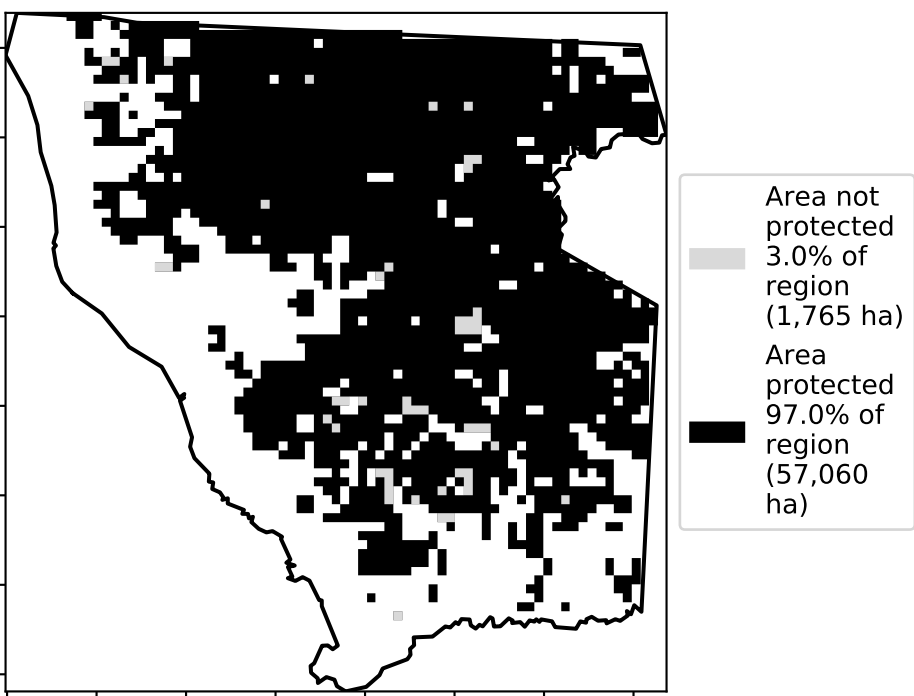 Area not
protected
3.0% of
region
(1,765 ha)
Area
protected
97.0% of
region
(57,060
ha)